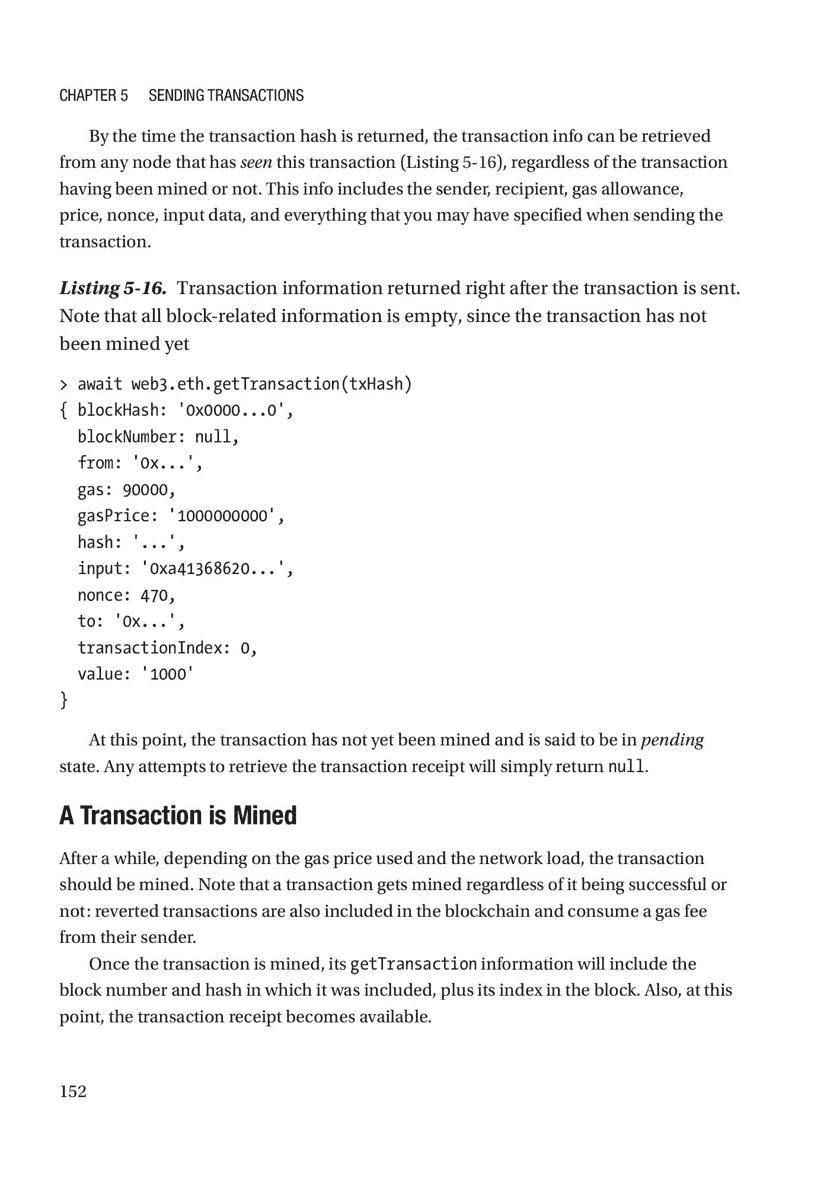 CHAPTER 5 SENDING TRANSACTIONS
By the time the transaction hash is returned, the transaction info can be retrieved
from any node that has seen this transaction (Listing 5-16), regardless of the transaction
having been mined or not. This info includes the sender, recipient, gas allowance,
price, nonce, input data, and everything that you may have specified when sending the
transaction.
Listing 5-16. Transaction information returned right after the transaction is sent.
Note that all block-related information is empty, since the transaction has not
been mined yet
> await web3.eth.getTransaction(txHash)
{ blockHash: '0x0000...0',
blockNumber: null,
from: '0x...',
gas: 90000,
gasPrice: '1000000000',
hash: '...',
input: '0xa41368620...',
nonce: 470,
to: '0x...',
transactionIndex: 0,
value: '1000'
}
At this point, the transaction has not yet been mined and is said to be in pending
state. Any attempts to retrieve the transaction receipt will simply return null.
A Transaction is Mined
After a while, depending on the gas price used and the network load, the transaction
should be mined. Note that a transaction gets mined regardless of it being successful or
not: reverted transactions are also included in the blockchain and consume a gas fee
from their sender.
Once the transaction is mined, its getTransaction information will include the
block number and hash in which it was included, plus its index in the block. Also, at this
point, the transaction receipt becomes available.
152